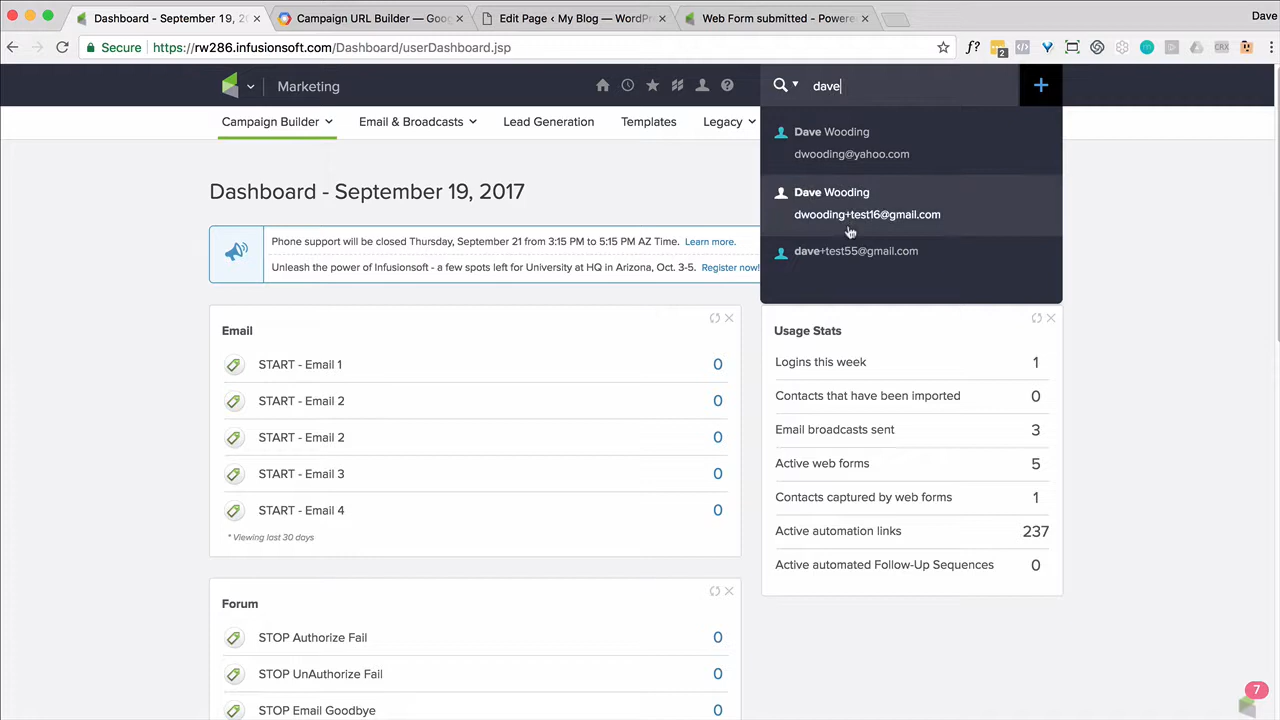 Dashboard - September 19, 2
Campaign URL Builder — Goog
Edit Page ‹ My Blog — WordPr
Web Form submitted - Powere
Dave
Secure
https://rw286.infusionsoft.com/Dashboard/userDashboard.jsp
f?
2
CRX
Marketing
dave
+
Campaign Builder
Email & Broadcasts
Lead Generation
Templates
Legacy
Dave Wooding
dwooding@yahoo.com
Dave Wooding
dwooding+test16@gmail.com
dave+test55@gmail.com
Dashboard - September 19, 2017
Phone support will be closed Thursday, September 21 from 3:15 PM to 5:15 PM AZ Time. Learn more.
Unleash the power of Infusionsoft - a few spots left for University at HQ in Arizona, Oct. 3-5. Register now!
Email
START - Email 1 0
START - Email 2 0
START - Email 2 0
START - Email 3 0
START - Email 4 0
* Viewing last 30 days
Usage Stats
Logins this week 1
Contacts that have been imported 0
Email broadcasts sent 3
Active web forms 5
Contacts captured by web forms 1
Active automation links 237
Active automated Follow-Up Sequences 0
Forum
STOP Authorize Fail 0
STOP UnAuthorize Fail 0
STOP Email Goodbye 0
7